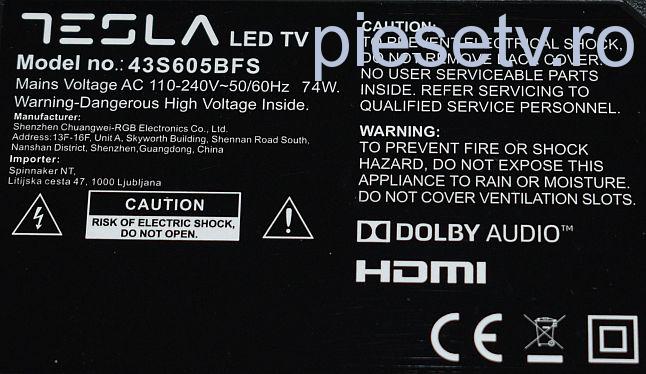 TESLA LED TV
Model no.: 43S605BFS
Mains Voltage AC 110-240V~50/60Hz 74W.
Warning-Dangerous High Voltage Inside.
Manufacturer:
Shenzhen Chuangwei-RGB Electronics Co., Ltd.
Address:13F-16F, Unit A, Skyworth Building, Shennan Road South,
Nanshan District, Shenzhen,Guangdong, China
Importer:
Spinnaker NT,
Litijska cesta 47, 1000 Ljubljana
CAUTION
RISK OF ELECTRIC SHOCK,
DO NOT OPEN.
piesetv.ro
CAUTION:
TO PREVENT ELECTRICAL SHOCK,
DO NOT REMOVE BACK COVER.
NO USER SERVICEABLE PARTS
INSIDE. REFER SERVICING TO
QUALIFIED SERVICE PERSONNEL.
WARNING:
TO PREVENT FIRE OR SHOCK
HAZARD, DO NOT EXPOSE THIS
APPLIANCE TO RAIN OR MOISTURE.
DO NOT COVER VENTILATION SLOTS.
DOLBY AUDIO™
HDMI
CE